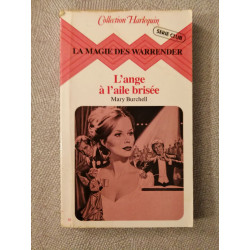 Collection Harlequin
SÉRIE CLUB
LA MAGIE DES WARRENDER
L'ange
à l'aile brisée
Mary Burchell